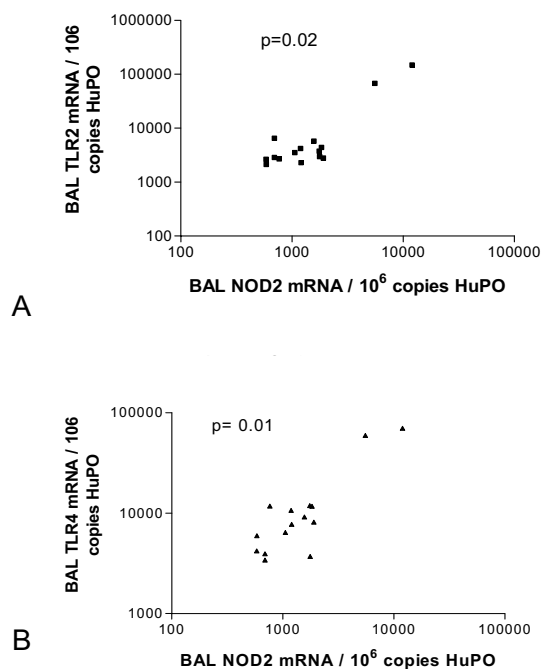 p=0.02
BAL TLR2 mRNA / 106
copies HuPO
1000000
100000
10000
1000
100
100 1000 10000 100000
BAL NOD2 mRNA / 10⁶ copies HuPO
A
p= 0.01
BAL TLR4 mRNA / 106
copies HuPO
100000
10000
1000
100 1000 10000 100000
BAL NOD2 mRNA / 10⁶ copies HuPO
B